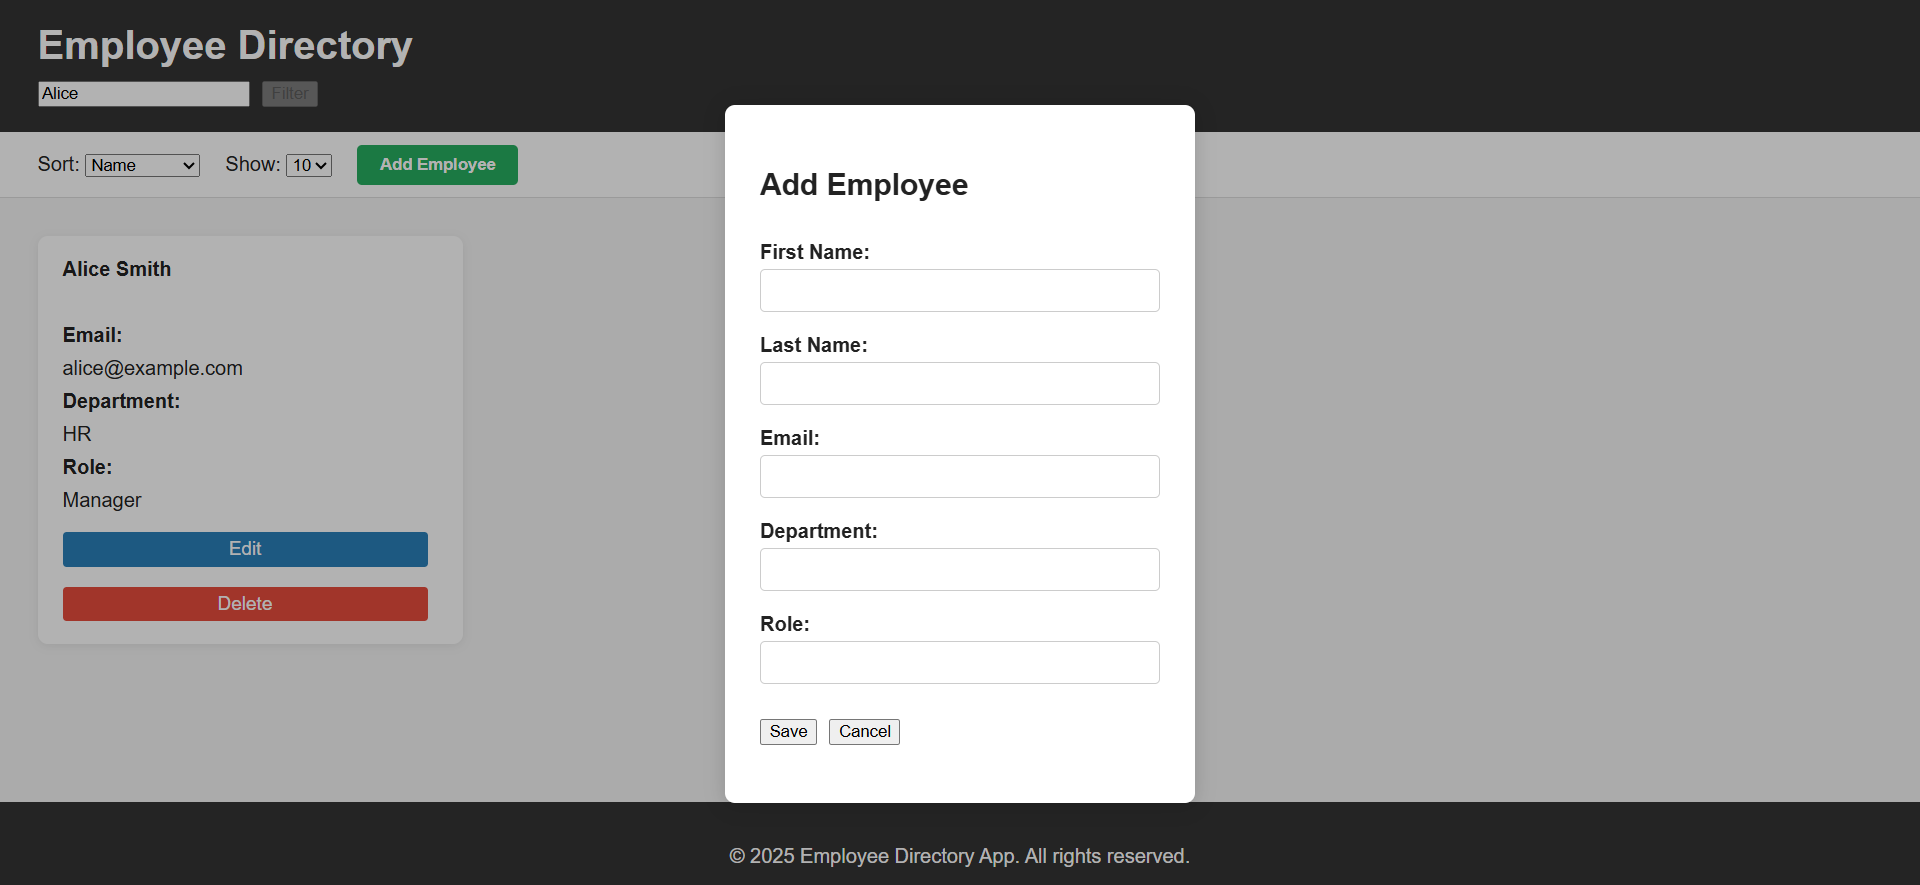 Employee Directory
Alice Filter
Sort: Name Show: 10 Add Employee
Alice Smith
Email:
alice@example.com
Department:
HR
Role:
Manager
Edit
Delete
Add Employee
First Name:
Last Name:
Email:
Department:
Role:
Save Cancel
© 2025 Employee Directory App. All rights reserved.